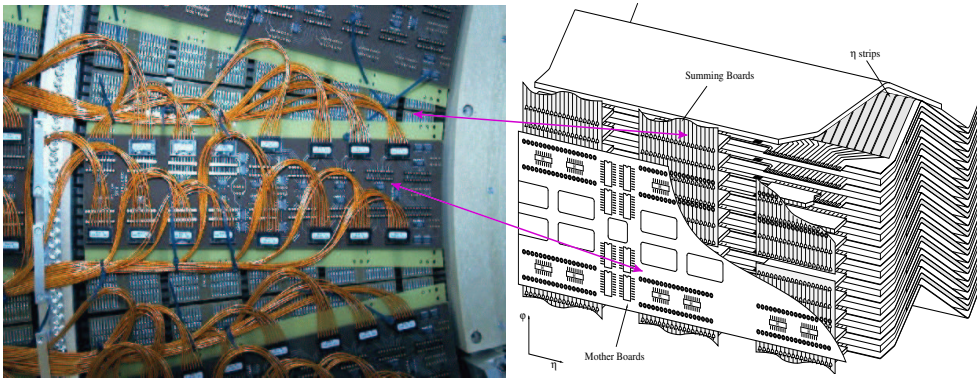 η strips
Summing Boards
φ
Mother Boards
η